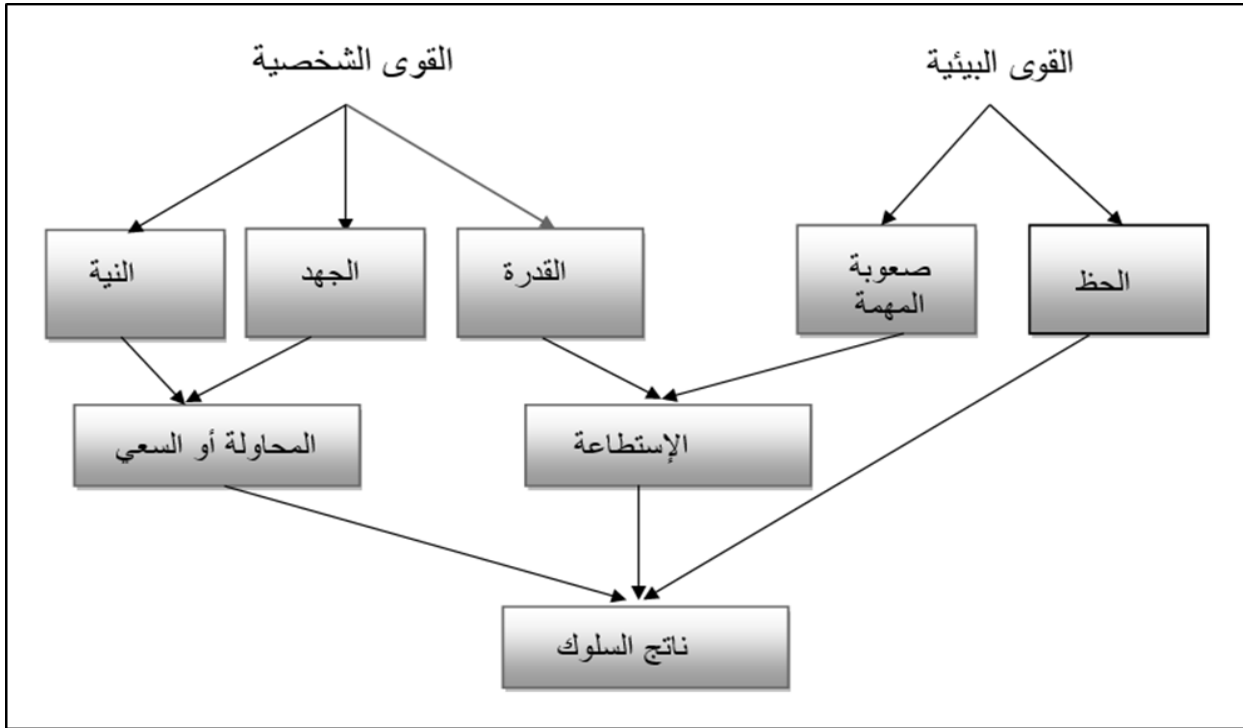 القوى البيئية
القوى الشخصية
الحظ
صعوبة
المهمة
القدرة
الجهد
النية
الإستطاعة
المحاولة أو السعي
ناتج السلوك